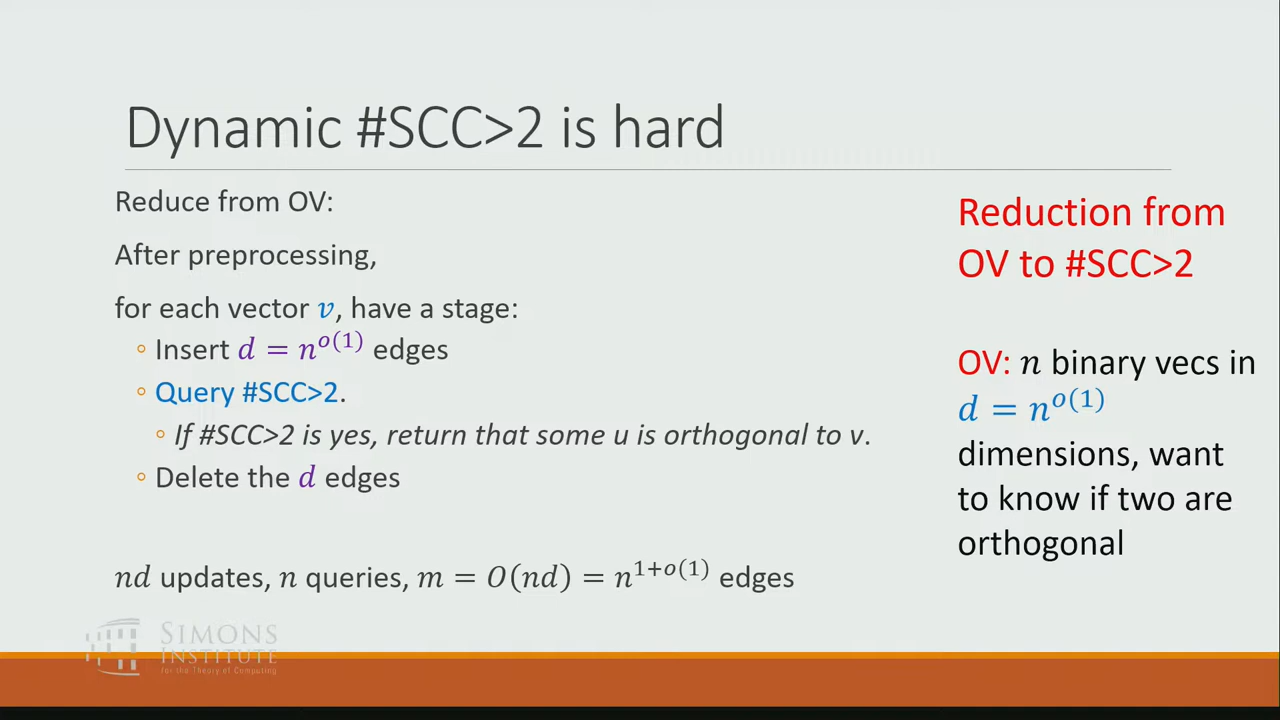 Dynamic #SCC>2 is hard
Reduce from OV:
After preprocessing,
for each vector v, have a stage:
◦ Insert d = n^{o(1)} edges
◦ Query #SCC>2.
◦ If #SCC>2 is yes, return that some u is orthogonal to v.
◦ Delete the d edges
nd updates, n queries, m = O(nd) = n^{1+o(1)} edges
Reduction from
OV to #SCC>2
OV: n binary vecs in
d = n^{o(1)}
dimensions, want
to know if two are
orthogonal
SIMONS
INSTITUTE
for the Theory of Computing